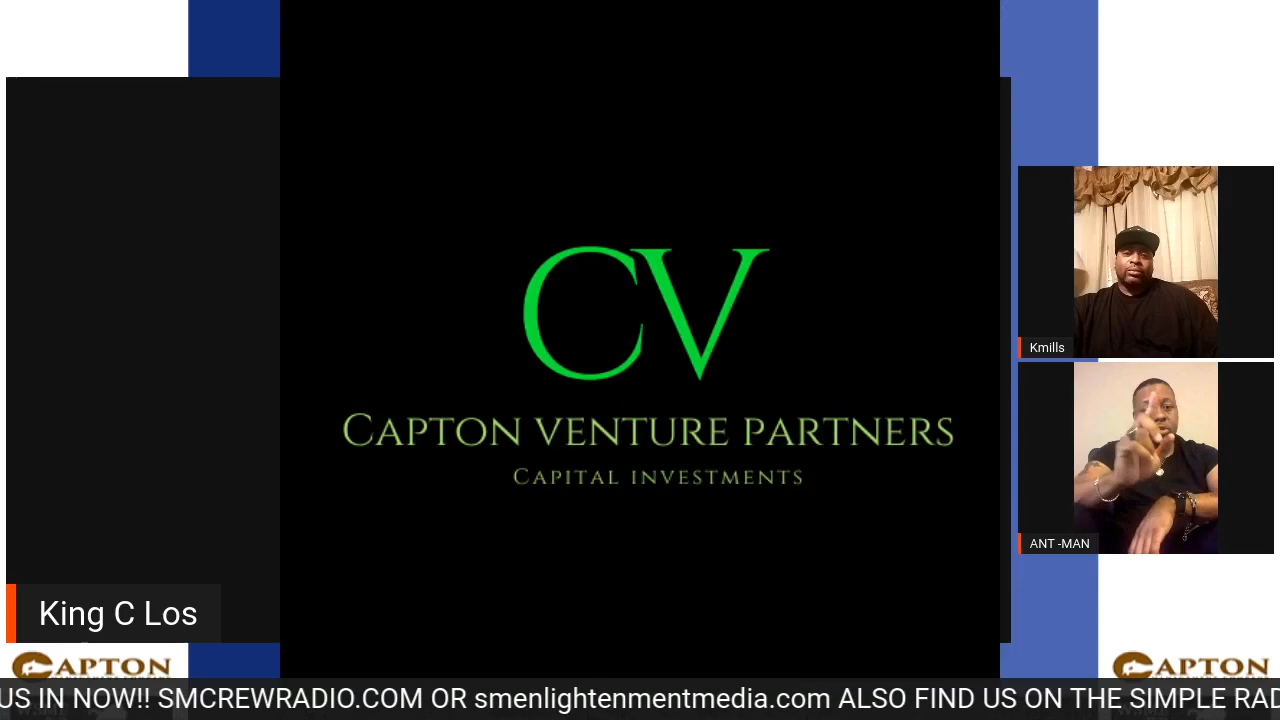 CV
CAPTON VENTURE PARTNERS
CAPITAL INVESTMENTS
Kmills
ANT -MAN
King C Los
CAPTON
CAPTON
US IN NOW!! SMCREWRADIO.COM OR smenlightenmentmedia.com ALSO FIND US ON THE SIMPLE RAD